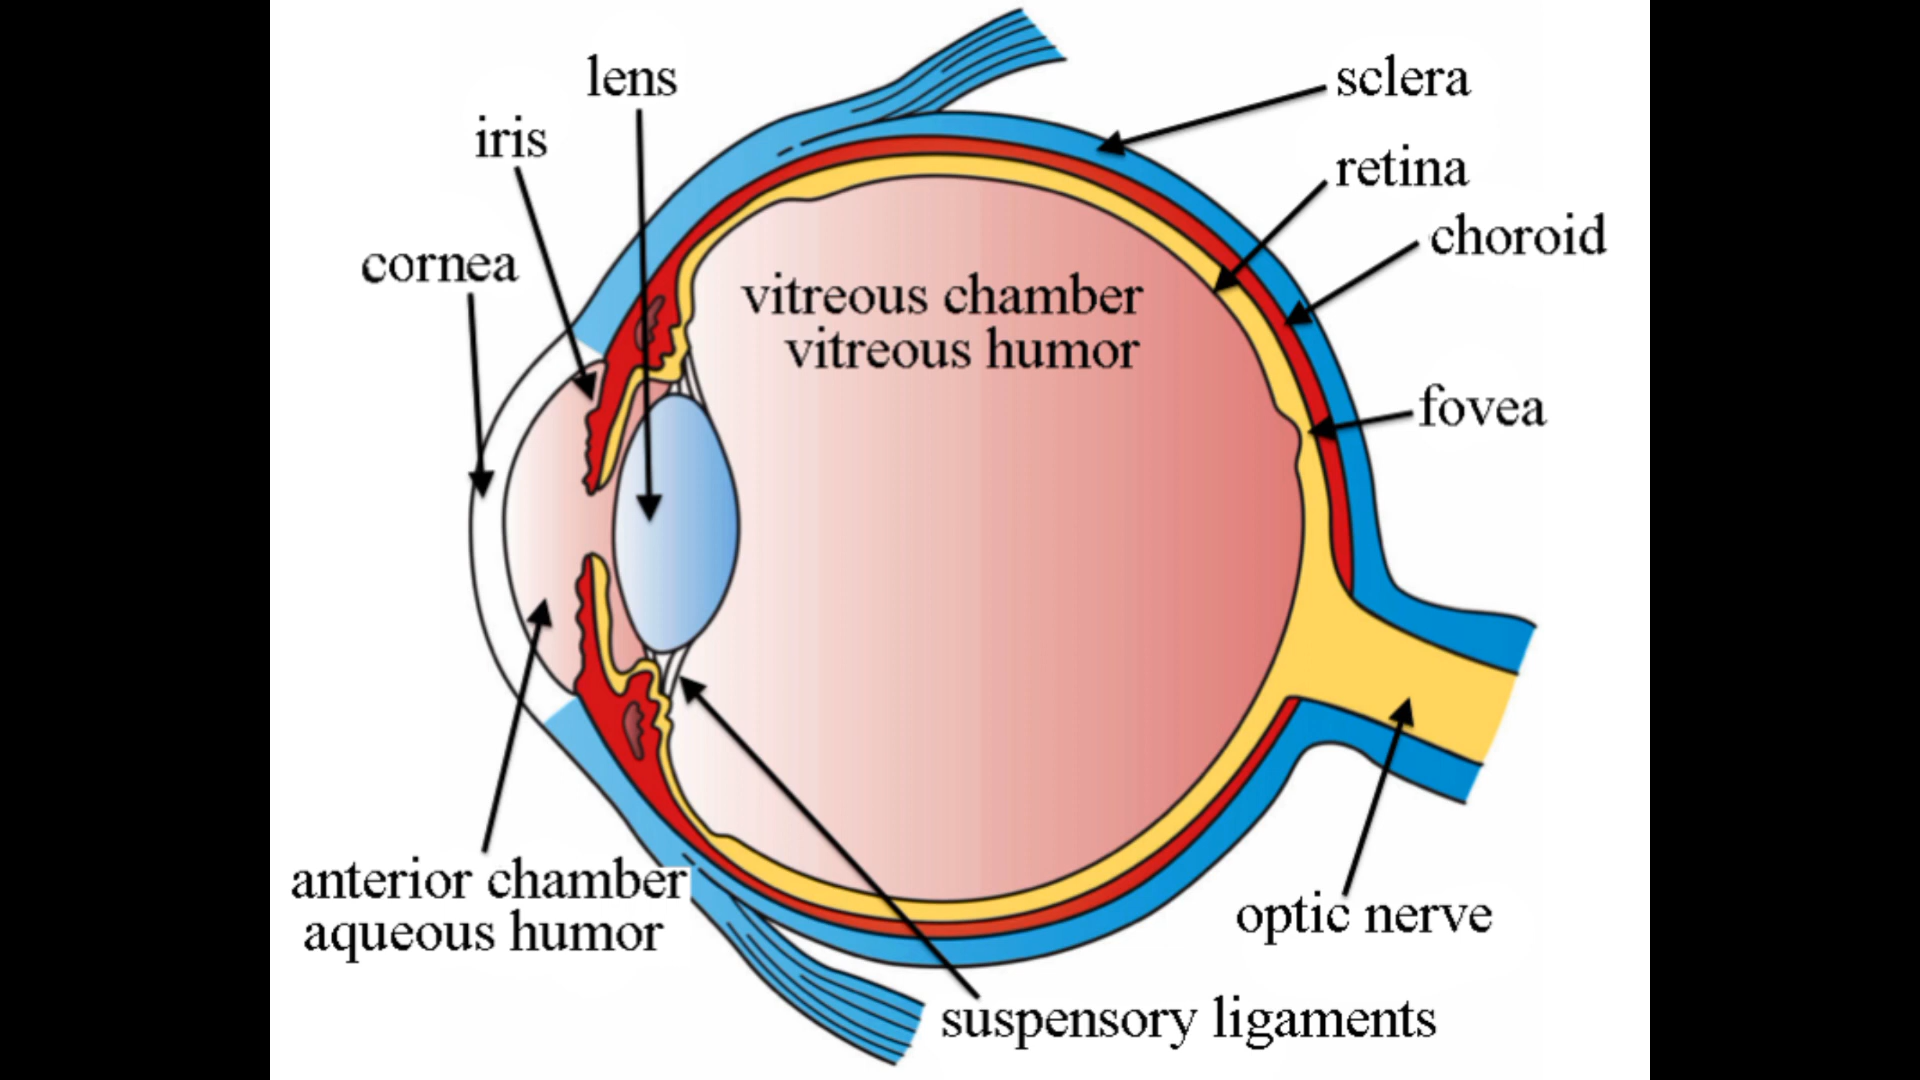 lens
sclera
iris
retina
choroid
cornea
vitreous chamber
vitreous humor
fovea
anterior chamber
aqueous humor
optic nerve
suspensory ligaments